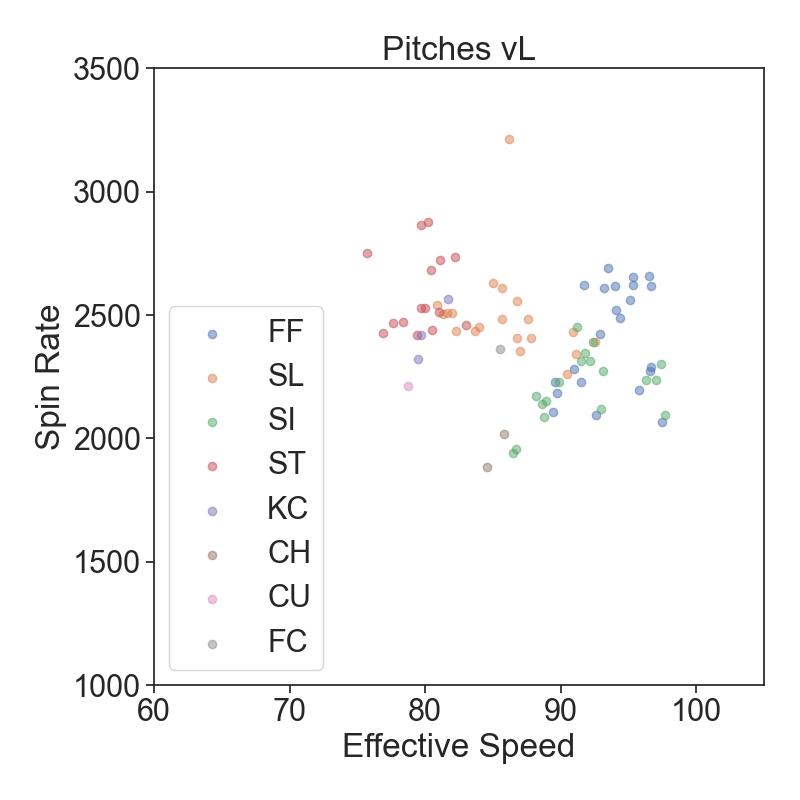 Pitches vL
3500
3000
2500
2000
1500
1000
Spin Rate
FF
SL
SI
ST
KC
CH
CU
FC
60 70 80 90 100
Effective Speed